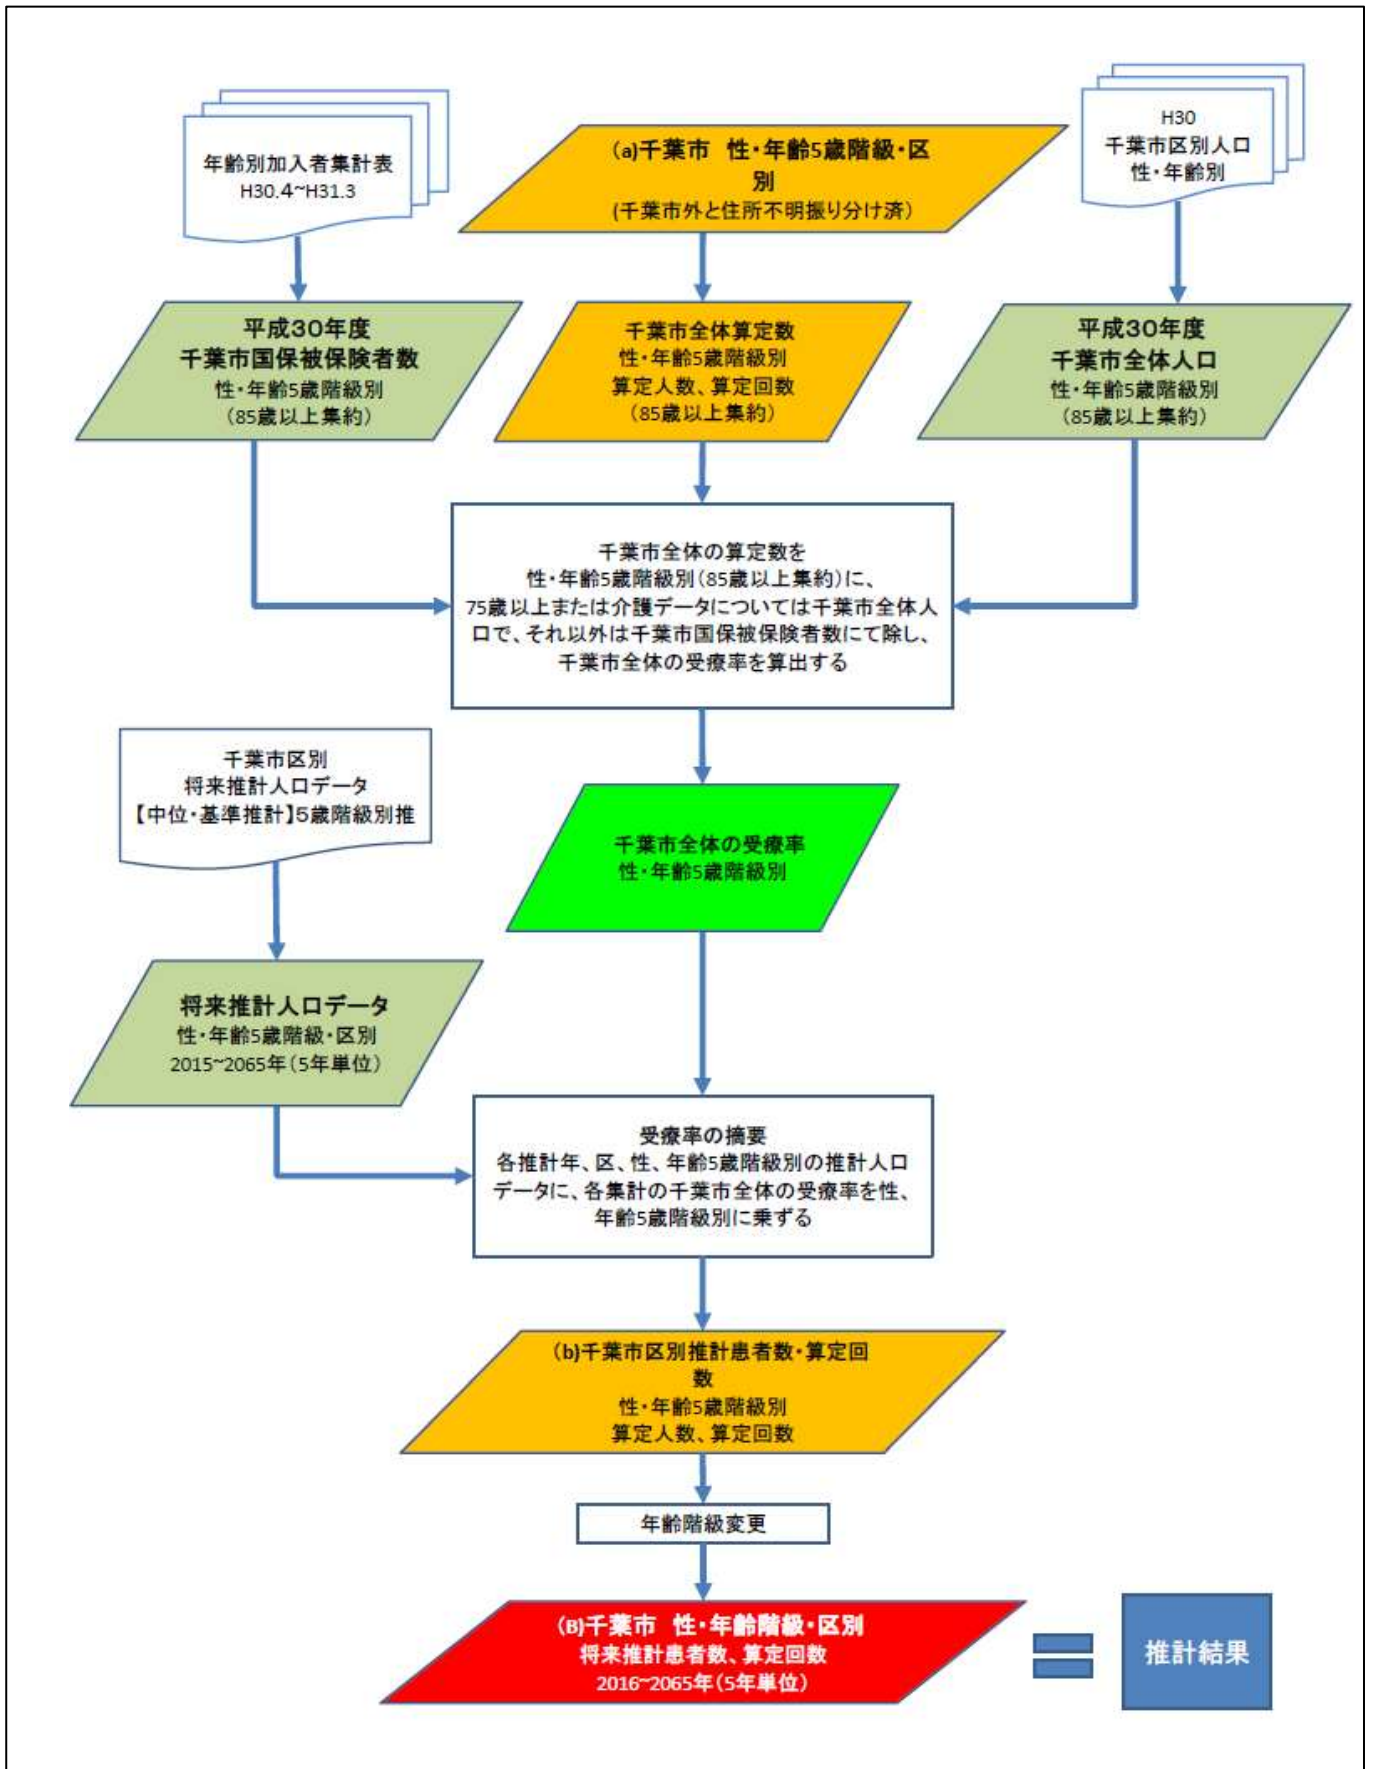 年齢別加入者集計表
H30.4~H31.3
(a)千葉市　性・年齢5歳階級・区
別
(千葉市外と住所不明振り分け済)
H30
千葉市区別人口
性・年齢別
平成30年度
千葉市国保被保険者数
性・年齢5歳階級別
(85歳以上集約)
千葉市全体算定数
性・年齢5歳階級別
算定人数、算定回数
(85歳以上集約)
平成30年度
千葉市全体人口
性・年齢5歳階級別
(85歳以上集約)
千葉市全体の算定数を
性・年齢5歳階級別(85歳以上集約)に、
75歳以上または介護データについては千葉市全体人
口で、それ以外は千葉市国保被保険者数にて除し、
千葉市全体の受療率を算出する
千葉市区別
将来推計人口データ
【中位・基準推計】5歳階級別推
千葉市全体の受療率
性・年齢5歳階級別
将来推計人口データ
性・年齢5歳階級・区別
2015~2065年(5年単位)
受療率の摘要
各推計年、区、性、年齢5歳階級別の推計人口
データに、各集計の千葉市全体の受療率を性、
年齢5歳階級別に乗ずる
(b)千葉市区別推計患者数・算定回
数
性・年齢5歳階級別
算定人数、算定回数
年齢階級変更
(B)千葉市　性・年齢階級・区別
将来推計患者数、算定回数
2016~2065年(5年単位)
推計結果